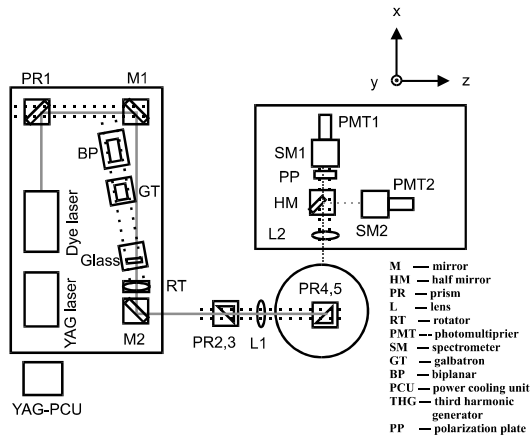 x
y
z
PR1
M1
BP
GT
Glass
RT
M2
Dye laser
YAG laser
YAG-PCU
PR2,3
L1
PR4,5
L2
HM
PP
SM1
PMT1
PMT2
SM2
M — mirror
HM — half mirror
PR — prism
L — lens
RT — rotator
PMT — photomultiprier
SM — spectrometer
GT — galbatron
BP — biplanar
PCU — power cooling unit
THG — third harmonic
generator
PP — polarization plate